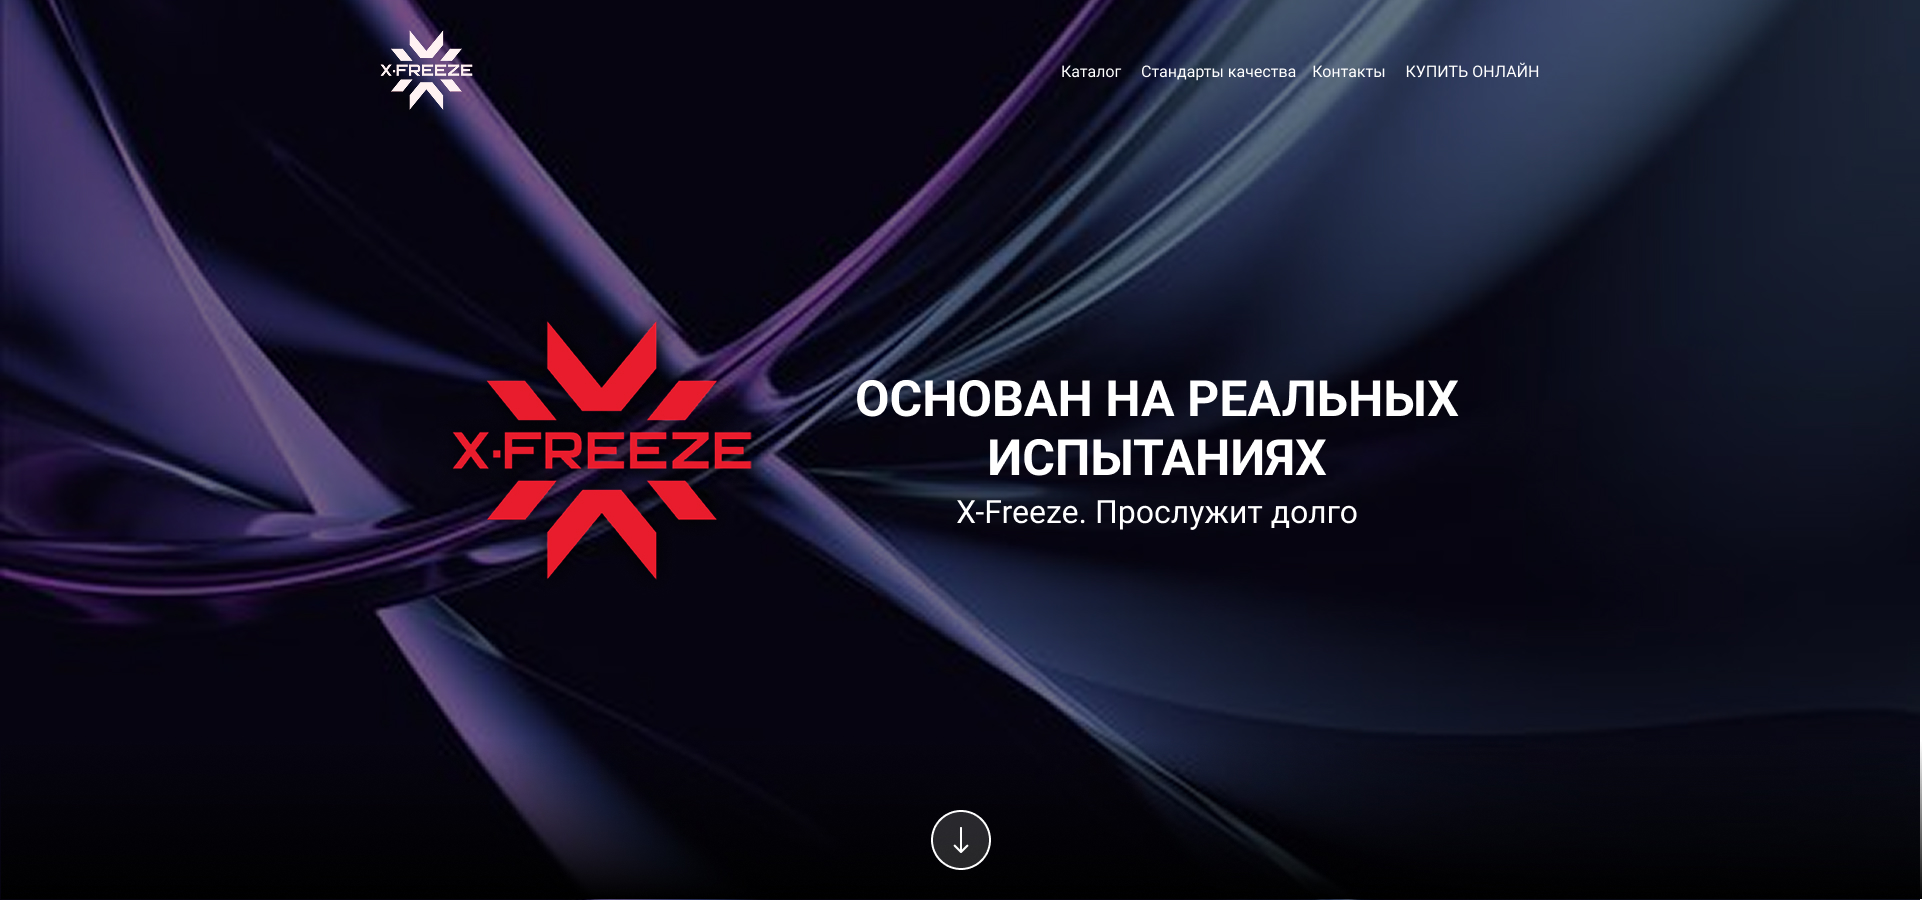 X·FREEZE
Каталог Стандарты качества Контакты КУПИТЬ ОНЛАЙН
X·FREEZE
ОСНОВАН НА РЕАЛЬНЫХ
ИСПЫТАНИЯХ
X-Freeze. Прослужит долго